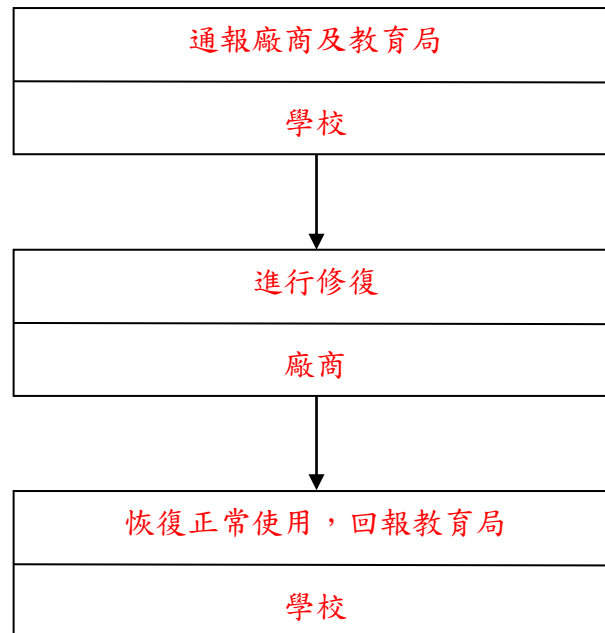 通報廠商及教育局
學校
進行修復
廠商
恢復正常使用，回報教育局
學校